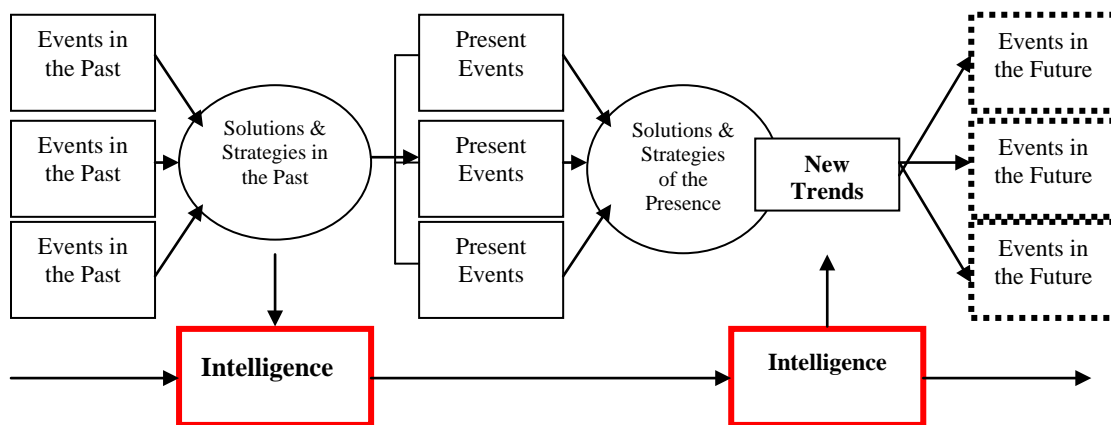 Events in
the Past
Events in
the Past
Events in
the Past
Solutions &
Strategies in
the Past
Present
Events
Present
Events
Present
Events
Solutions &
Strategies
of the
Presence
New
Trends
Events in
the Future
Events in
the Future
Events in
the Future
Intelligence
Intelligence